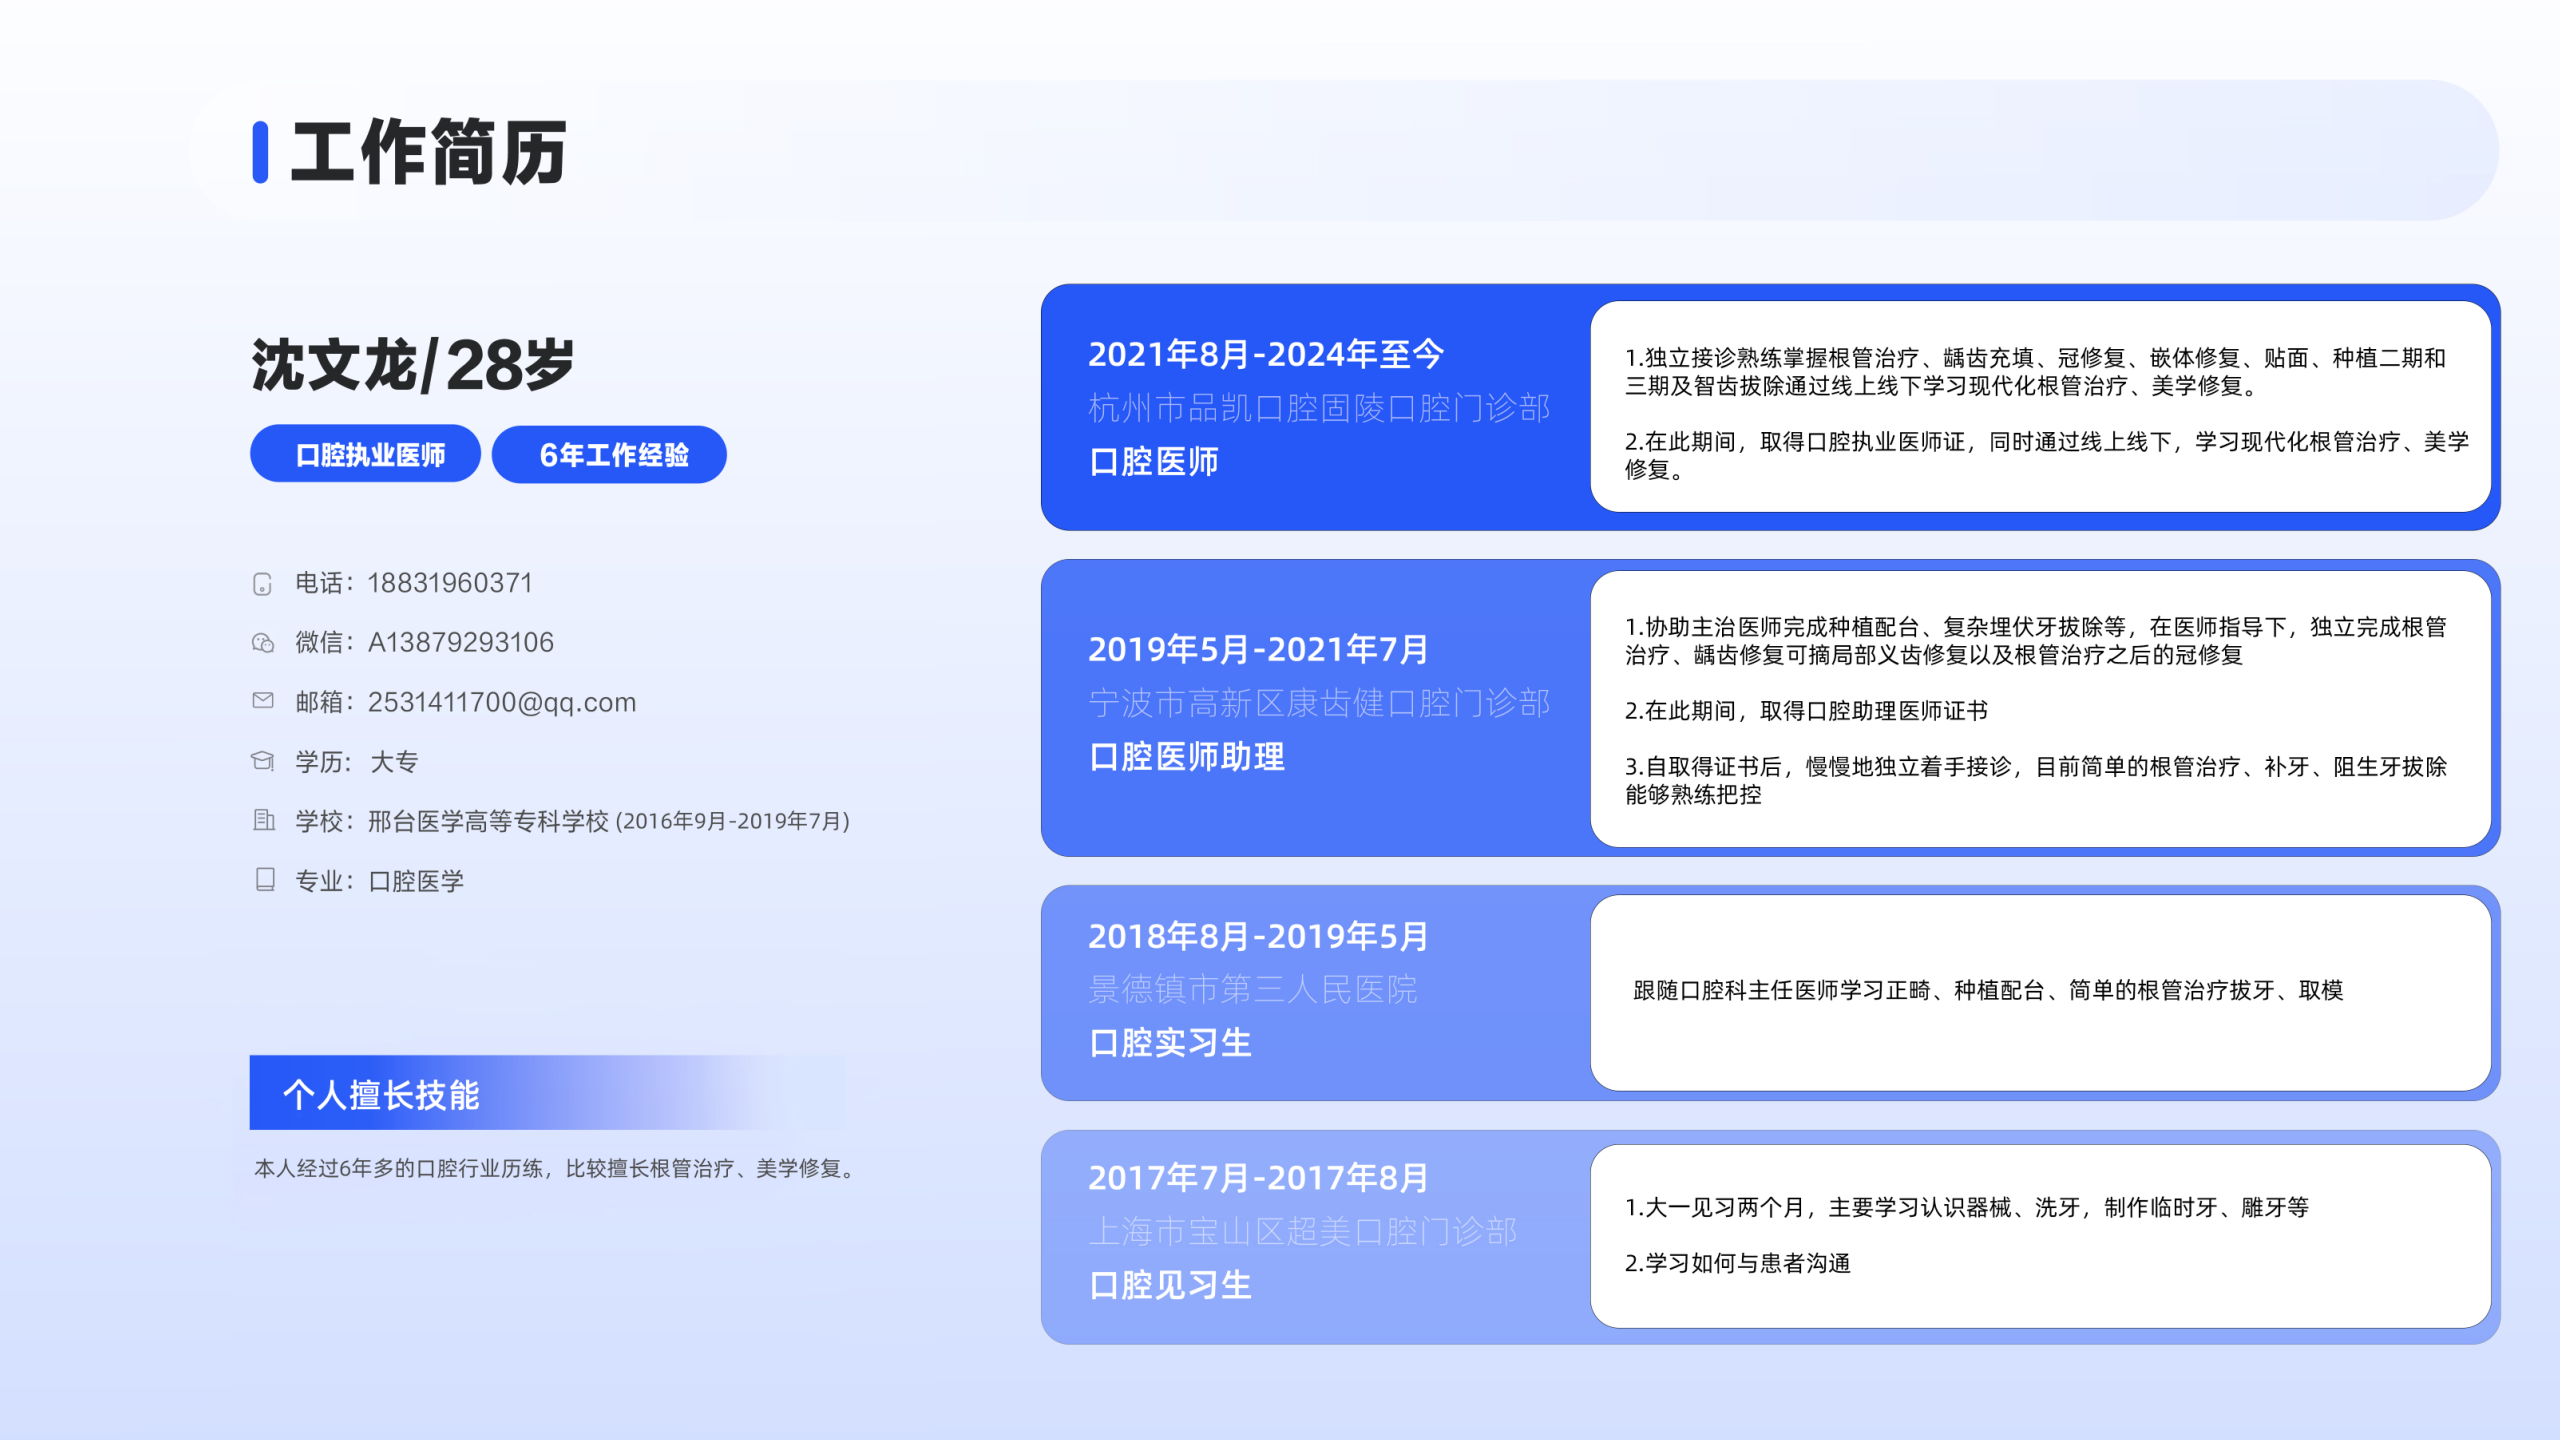 工作简历
沈文龙/28岁
口腔执业医师
6年工作经验
电话：18831960371
微信：A13879293106
邮箱：2531411700@qq.com
学历： 大专
学校：邢台医学高等专科学校 (2016年9月-2019年7月)
专业：口腔医学
个人擅长技能
本人经过6年多的口腔行业历练，比较擅长根管治疗、美学修复。
2021年8月-2024年至今
杭州市品凯口腔固陵口腔门诊部
口腔医师
1.独立接诊熟练掌握根管治疗、龋齿充填、冠修复、嵌体修复、贴面、种植二期和
三期及智齿拔除通过线上线下学习现代化根管治疗、美学修复。
2.在此期间，取得口腔执业医师证，同时通过线上线下，学习现代化根管治疗、美学
修复。
2019年5月-2021年7月
宁波市高新区康齿健口腔门诊部
口腔医师助理
1.协助主治医师完成种植配台、复杂埋伏牙拔除等，在医师指导下，独立完成根管
治疗、龋齿修复可摘局部义齿修复以及根管治疗之后的冠修复
2.在此期间，取得口腔助理医师证书
3.自取得证书后，慢慢地独立着手接诊，目前简单的根管治疗、补牙、阻生牙拔除
能够熟练把控
2018年8月-2019年5月
景德镇市第三人民医院
口腔实习生
跟随口腔科主任医师学习正畸、种植配台、简单的根管治疗拔牙、取模
2017年7月-2017年8月
上海市宝山区超美口腔门诊部
口腔见习生
1.大一见习两个月，主要学习认识器械、洗牙，制作临时牙、雕牙等
2.学习如何与患者沟通